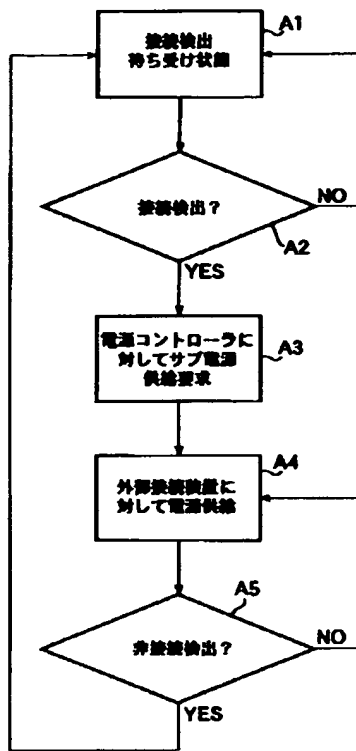 A1
接続検出
待ち受け状態
接続検出？
NO
A2
YES
電源コントローラに
対してサブ電源
供給要求
A3
A4
外部接続装置に
対して電源供給
A5
非接続検出？
NO
YES